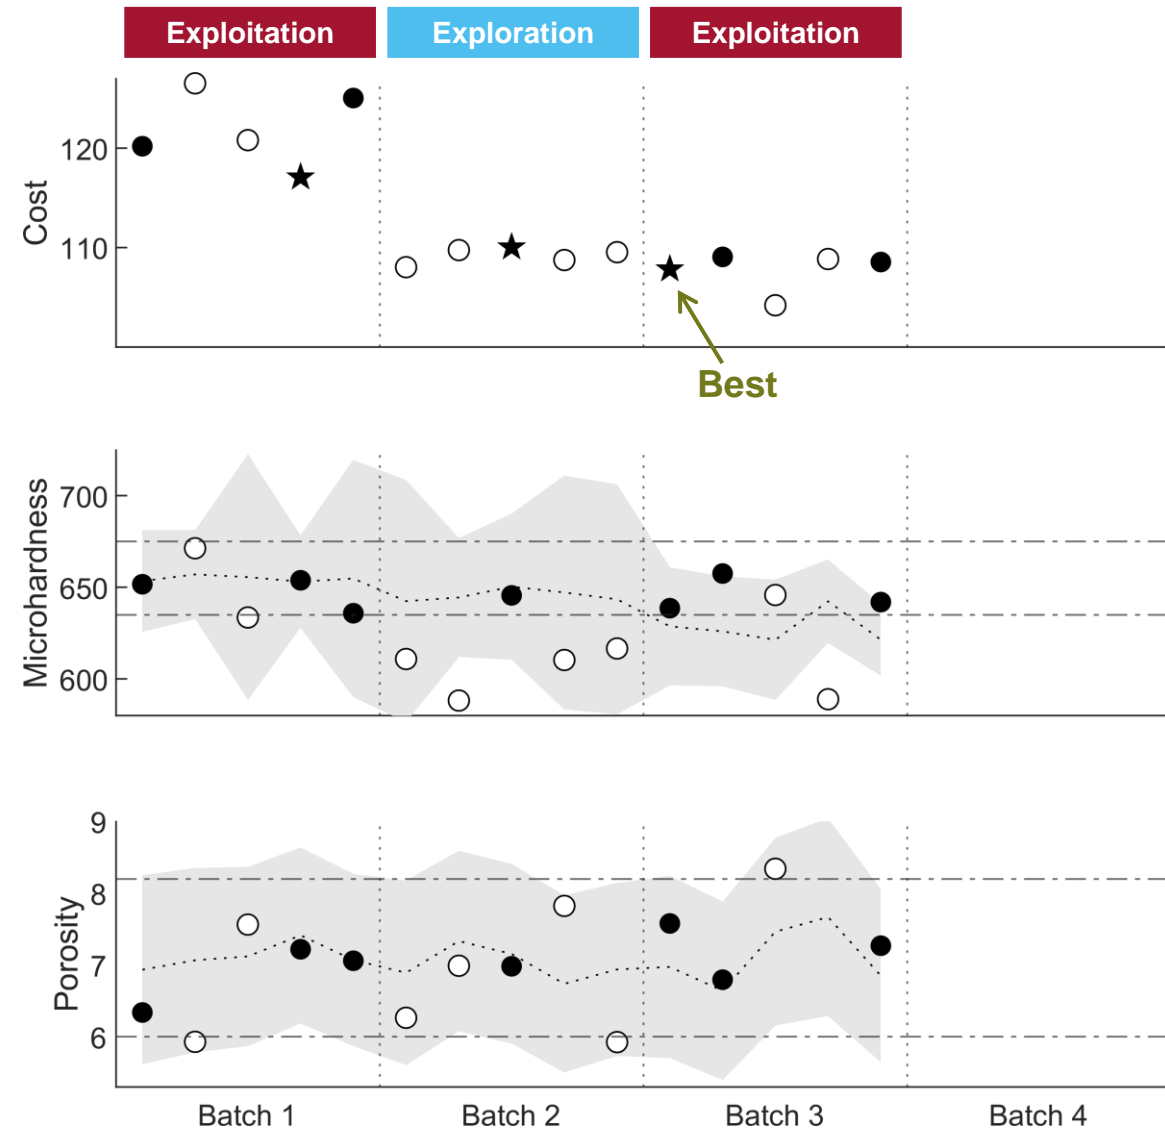 Exploitation Exploration Exploitation
Cost
120
110
Best
Microhardness
700
650
600
Porosity
9
8
7
6
Batch 1 Batch 2 Batch 3 Batch 4